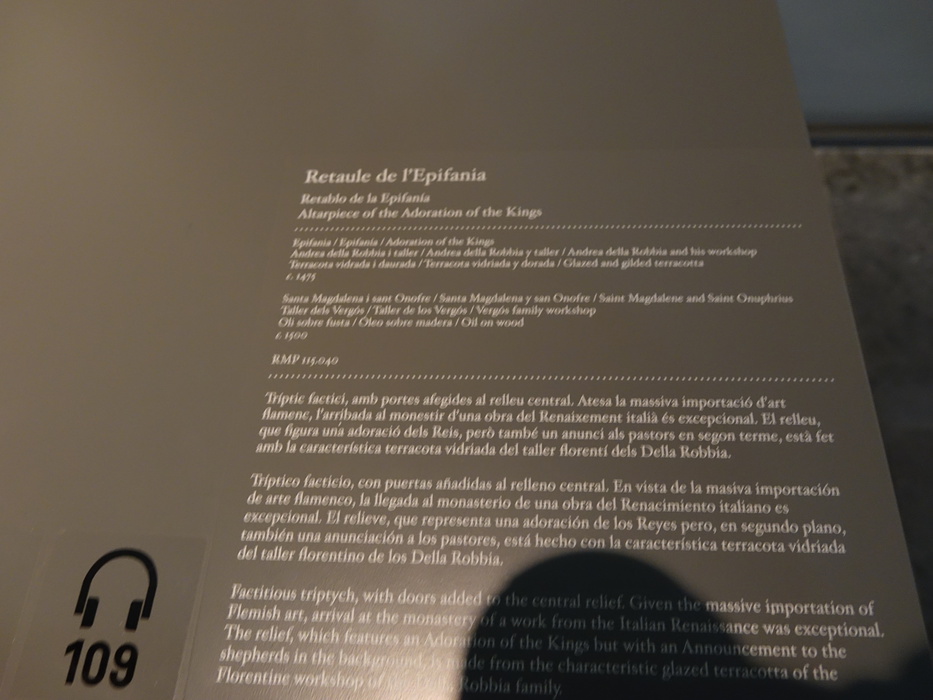 Retaule de l'Epifania
Retablo de la Epifanía
Altarpiece of the Adoration of the Kings
Epifania / Epifanía / Adoration of the Kings
Andrea della Robbia i taller / Andrea della Robbia y taller / Andrea della Robbia and his workshop
Terracota vidrada i daurada / Terracota vidriada y dorada / Glazed and gilded terracotta
c. 1475
Santa Magdalena i sant Onofre / Santa Magdalena y san Onofre / Saint Magdalene and Saint Onuphrius
Taller dels Vergós / Taller de los Vergós / Vergós family workshop
Oli sobre fusta / Óleo sobre madera / Oil on wood
c. 1500
RMP 115.040
Tríptic factici, amb portes afegides al relleu central. Atesa la massiva importació d'art
flamenc, l'arribada al monestir d'una obra del Renaixement italià és excepcional. El relleu,
que figura una adoració dels Reis, però també un anunci als pastors en segon terme, està fet
amb la característica terracota vidriada del taller florentí dels Della Robbia.
Tríptico facticio, con puertas añadidas al relleno central. En vista de la masiva importación
de arte flamenco, la llegada al monasterio de una obra del Renacimiento italiano es
excepcional. El relieve, que representa una adoración de los Reyes pero, en segundo plano,
también una anunciación a los pastores, está hecho con la característica terracota vidriada
del taller florentino de los Della Robbia.
Factitious triptych, with doors added to the central relief. Given the massive importation of
Flemish art, arrival at the monastery of a work from the Italian Renaissance was exceptional.
The relief, which features an Adoration of the Kings but with an Announcement to the
shepherds in the background, is made from the characteristic glazed terracotta of the
Florentine workshop of the Della Robbia family.
109